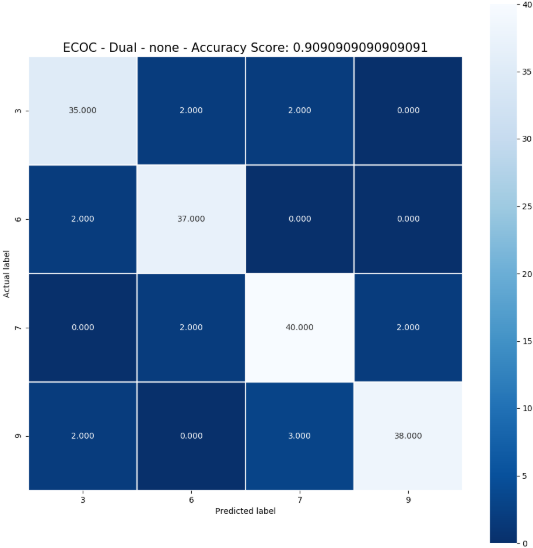 ECOC - Dual - none - Accuracy Score: 0.9090909090909091
40
35
30
25
20
15
10
5
0
Actual label
3
35.000 2.000 2.000 0.000
6
2.000 37.000 0.000 0.000
7
0.000 2.000 40.000 2.000
9
2.000 0.000 3.000 38.000
3 6 7 9
Predicted label